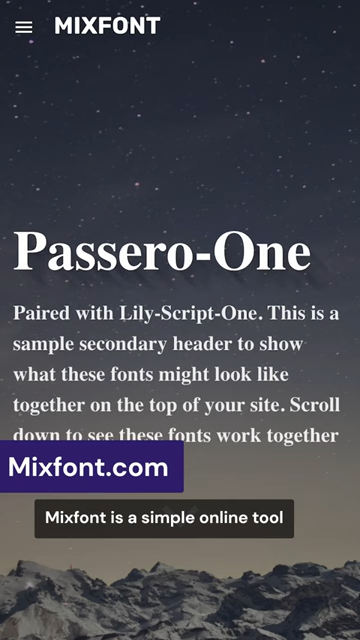 MIXFONT
Passero-One
Paired with Lily-Script-One. This is a
sample secondary header to show
what these fonts might look like
together on the top of your site. Scroll
down to see these fonts work together
Mixfont.com
Mixfont is a simple online tool